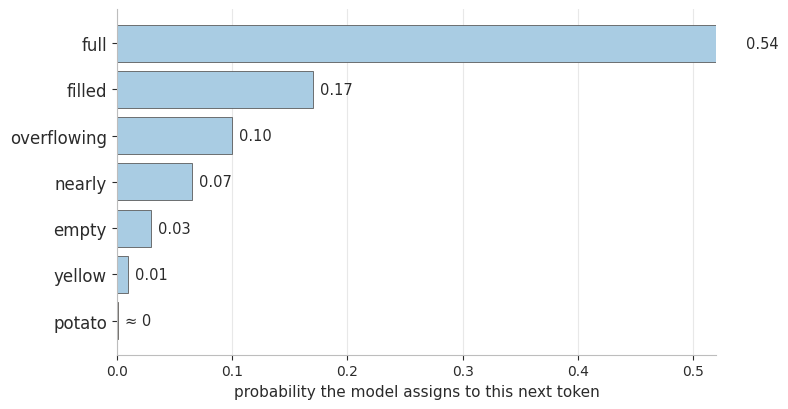 full 0.54
filled 0.17
overflowing 0.10
nearly 0.07
empty 0.03
yellow 0.01
potato ≈ 0
0.0 0.1 0.2 0.3 0.4 0.5
probability the model assigns to this next token